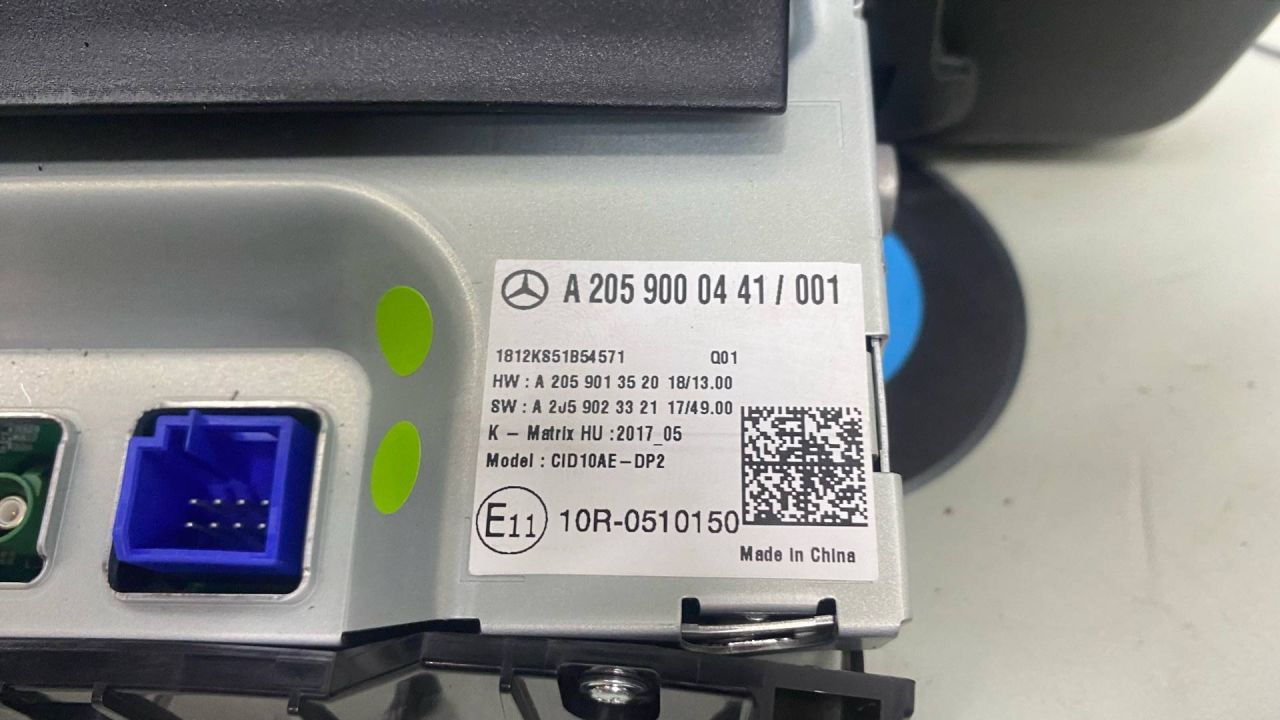 A 205 900 04 41 / 001
1812KS51B54571 Q01
HW : A 205 901 35 20 18/13.00
SW : A 205 902 33 21 17/49.00
K – Matrix HU :2017_05
Model : CID10AE–DP2
E11 10R-0510150
Made in China